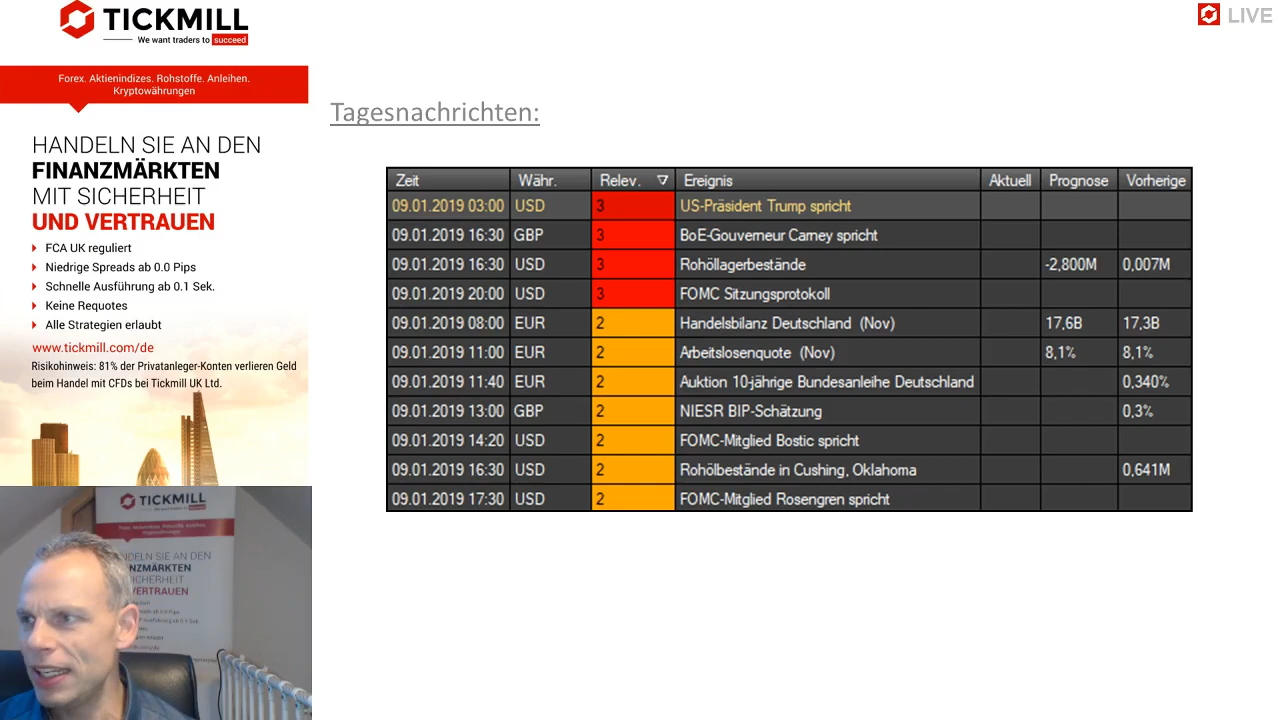 TICKMILL
We want traders to succeed
LIVE
Forex. Aktienindizes. Rohstoffe. Anleihen.
Kryptowährungen
HANDELN SIE AN DEN
FINANZMÄRKTEN
MIT SICHERHEIT
UND VERTRAUEN
FCA UK reguliert
Niedrige Spreads ab 0.0 Pips
Schnelle Ausführung ab 0.1 Sek.
Keine Requotes
Alle Strategien erlaubt
www.tickmill.com/de
Risikohinweis: 81% der Privatanleger-Konten verlieren Geld
beim Handel mit CFDs bei Tickmill UK Ltd.
Tagesnachrichten:
Zeit Währ. Relev. Ereignis Aktuell Prognose Vorherige
09.01.2019 03:00 USD 3 US-Präsident Trump spricht
09.01.2019 16:30 GBP 3 BoE-Gouverneur Carney spricht
09.01.2019 16:30 USD 3 Rohöllagerbestände -2,800M 0,007M
09.01.2019 20:00 USD 3 FOMC Sitzungsprotokoll
09.01.2019 08:00 EUR 2 Handelsbilanz Deutschland (Nov) 17,6B 17,3B
09.01.2019 11:00 EUR 2 Arbeitslosenquote (Nov) 8,1% 8,1%
09.01.2019 11:40 EUR 2 Auktion 10-jährige Bundesanleihe Deutschland 0,340%
09.01.2019 13:00 GBP 2 NIESR BIP-Schätzung 0,3%
09.01.2019 14:20 USD 2 FOMC-Mitglied Bostic spricht
09.01.2019 16:30 USD 2 Rohölbestände in Cushing, Oklahoma 0,641M
09.01.2019 17:30 USD 2 FOMC-Mitglied Rosengren spricht
TICKMILL
NDELN SIE AN DEN
NANZMÄRKTEN
ICHERHEIT
VERTRAUEN